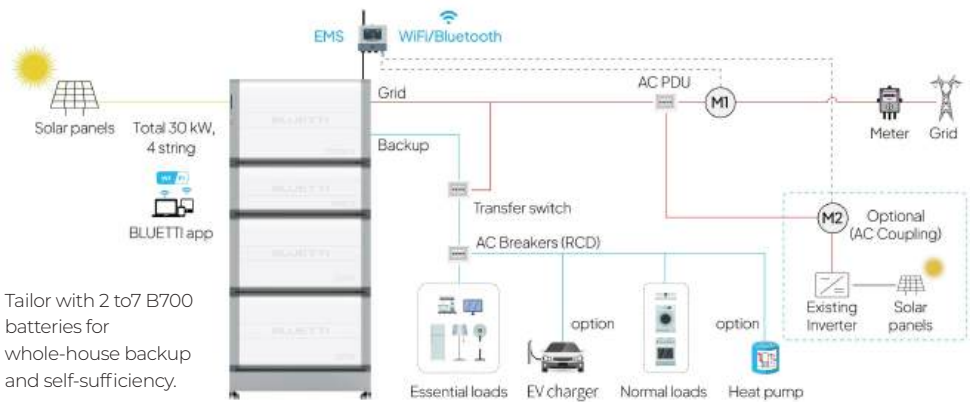 EMS
WiFi/Bluetooth
Solar panels
Total 30 kW,
4 string
BLUETTI app
Tailor with 2 to7 B700
batteries for
whole-house backup
and self-sufficiency.
BLUETTI
BLUETTI
Grid
Backup
Transfer switch
AC Breakers (RCD)
AC PDU
M1
Meter
Grid
M2
Optional
(AC Coupling)
Existing
Inverter
Solar
panels
option
option
Essential loads
EV charger
Normal loads
Heat pump